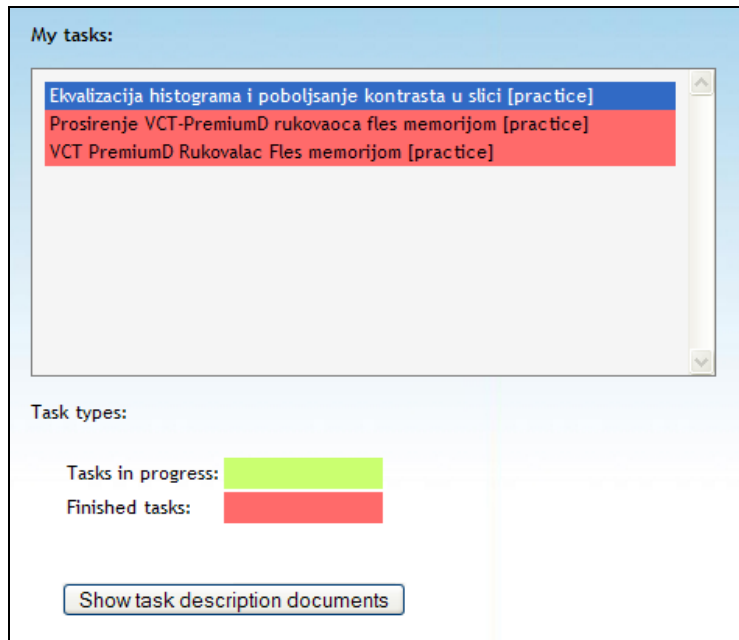 My tasks:
Ekvalizacija histograma i poboljsanje kontrasta u slici [practice]
Prosirenje VCT-PremiumD rukovaoca fles memorijom [practice]
VCT PremiumD Rukovalac Fles memorijom [practice]
Task types:
Tasks in progress:
Finished tasks:
Show task description documents